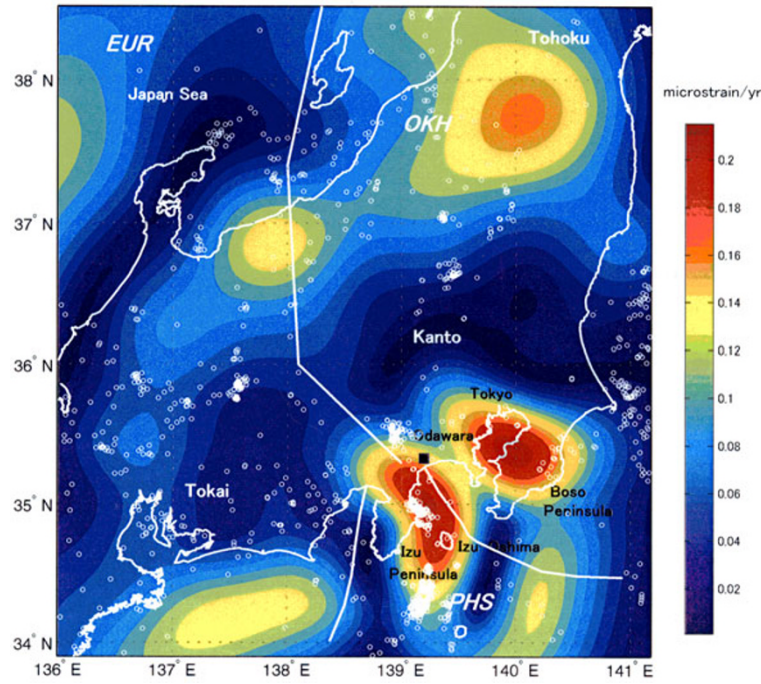 EUR
Tohoku
38° N
Japan Sea
microstrain/yr
OKH
0.2
37° N
0.18
0.16
0.14
Kanto
36° N
0.12
Tokyo
0.1
Odawara
0.08
Tokai
35° N
Boso
Peninsula
0.06
Izu Oshima
Izu
Peninsula
0.04
PHS
0.02
34° N
136° E
137° E
138° E
139° E
140° E
141° E